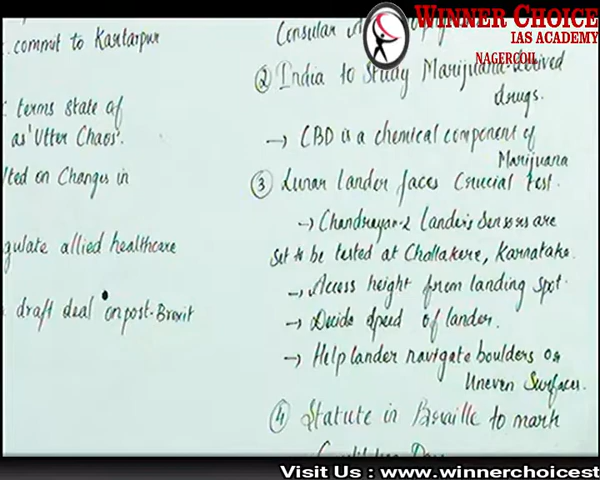 WINNER CHOICE
IAS ACADEMY
NAGERCOIL
commit to Kartarpur
terms state of
as 'Utter Chaos'.
on Changes in
gulate allied healthcare
draft deal on post-Brexit
Consular
② India to Study Marijuana-derived
drugs.
→ CBD is a chemical component of
Marijuana
③ Lunar lander faces Crucial test.
→ Chandrayan-2 Lander's Sensors are
set to be tested at Challakere, Karnataka.
→ Access height from landing spot.
→ Decide speed of lander.
→ Help lander navigate boulders or
Uneven Surfaces.
④ Statute in Braille to mark
Visit Us : www.winnerchoicest